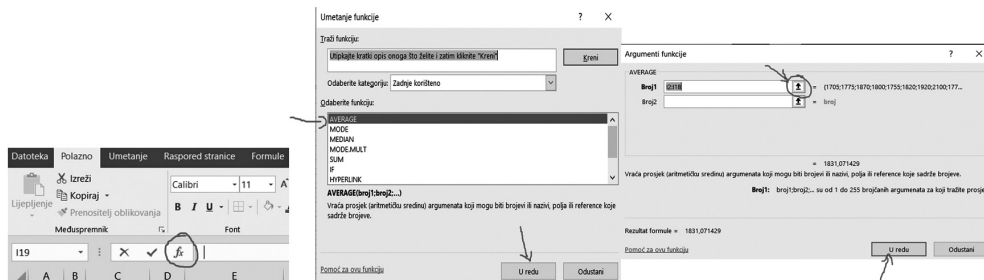 Datoteka Polazno Umetanje Raspored stranice Formule
Lijepljenje
Izreži
Kopiraj
Prenositelj oblikovanja
Međuspremnik
Calibri 11 A
B I U
Font
I19 fx
A B C D E
Umetanje funkcije ? X
Traži funkciju:
Utipkajte kratki opis onoga što želite i zatim kliknite "Kreni"
Kreni
Odaberite kategoriju: Zadnje korišteno
Odaberite funkciju:
AVERAGE
MODE
MEDIAN
MODE.MULT
SUM
IF
HYPERLINK
AVERAGE(broj1;broj2;...)
Vraća prosjek (aritmetičku sredinu) argumenata koji mogu biti brojevi ili nazivi, polja ili reference koje
sadrže brojeve.
Pomoć za ovu funkciju U redu Odustani
Argumenti funkcije ? X
AVERAGE
Broj1 I2:I18 = {1705;1775;1870;1800;1755;1820;1920;2100;177...
Broj2 = broj
= 1831,071429
Vraća prosjek (aritmetičku sredinu) argumenata koji mogu biti brojevi ili nazivi, polja ili reference koje sadrže brojeve.
Broj1: broj1;broj2;... su od 1 do 255 brojčanih argumenata za koji tražite prosje
Rezultat formule = 1831,071429
Pomoć za ovu funkciju U redu Odustani